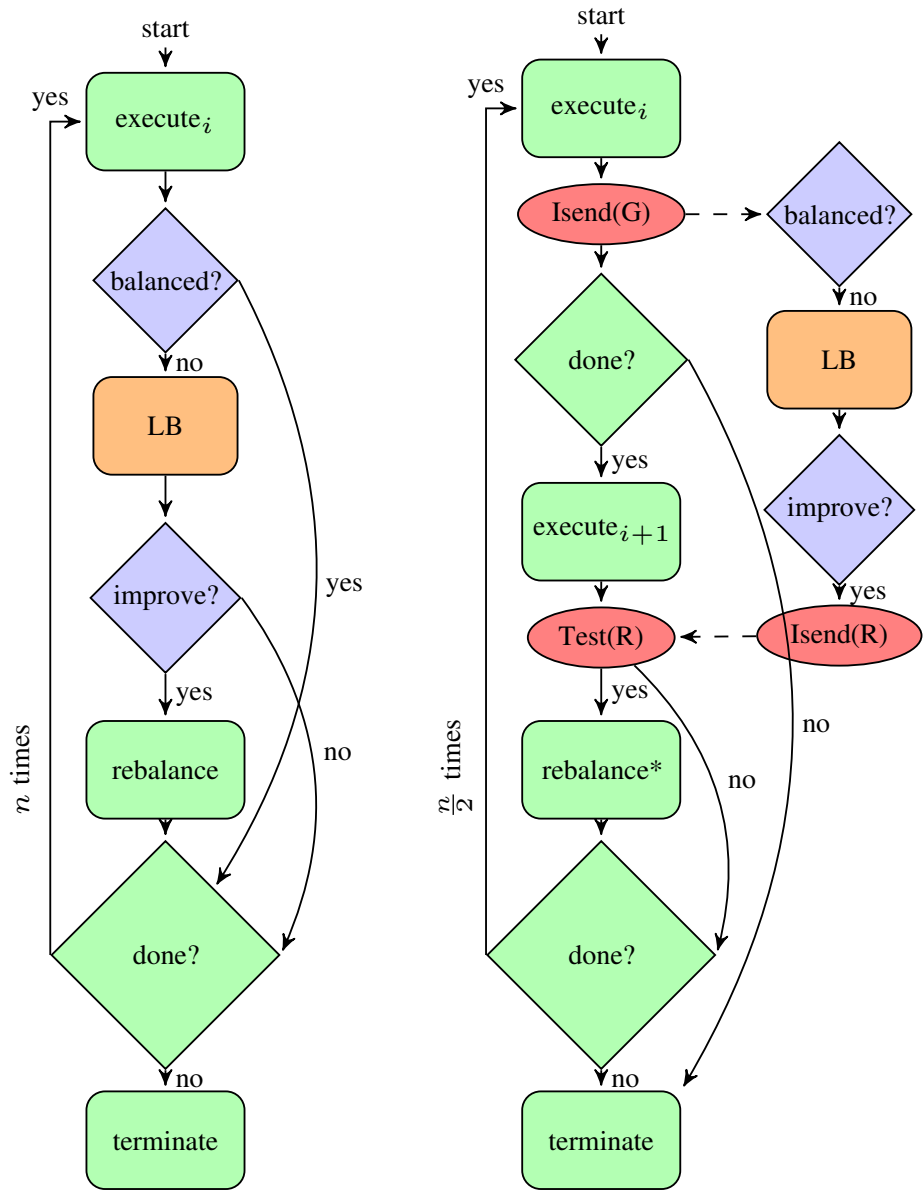 start
yes
execute_i
balanced?
no
LB
improve?
yes
no
yes
rebalance
n times
done?
no
terminate
start
yes
execute_i
Isend(G)
balanced?
no
done?
LB
yes
improve?
execute_{i+1}
yes
Test(R)
Isend(R)
yes
no
rebalance*
no
n/2 times
done?
no
terminate